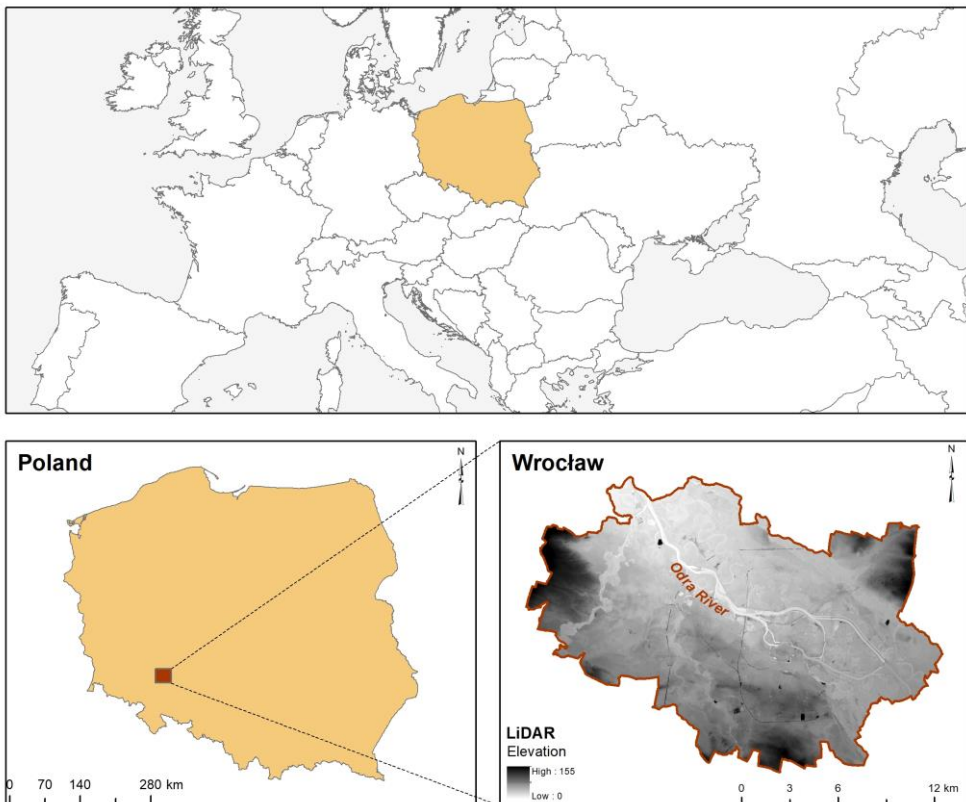 Poland
N
0 70 140 280 km
Wrocław
N
Odra River
LiDAR
Elevation
High : 155
Low : 0
0 3 6 12 km